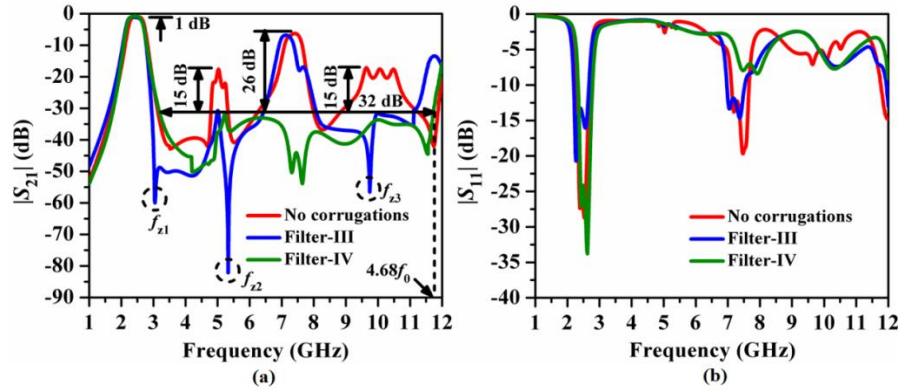 0
-10
-20
-30
-40
-50
-60
-70
-80
-90
|S21| (dB)
1 dB
15 dB
26 dB
15 dB
32 dB
fz1
fz2
fz3
No corrugations
Filter-III
Filter-IV
4.68f0
1 2 3 4 5 6 7 8 9 10 11 12
Frequency (GHz)
(a)
0
-5
-10
-15
-20
-25
-30
-35
-40
|S11| (dB)
No corrugations
Filter-III
Filter-IV
1 2 3 4 5 6 7 8 9 10 11 12
Frequency (GHz)
(b)